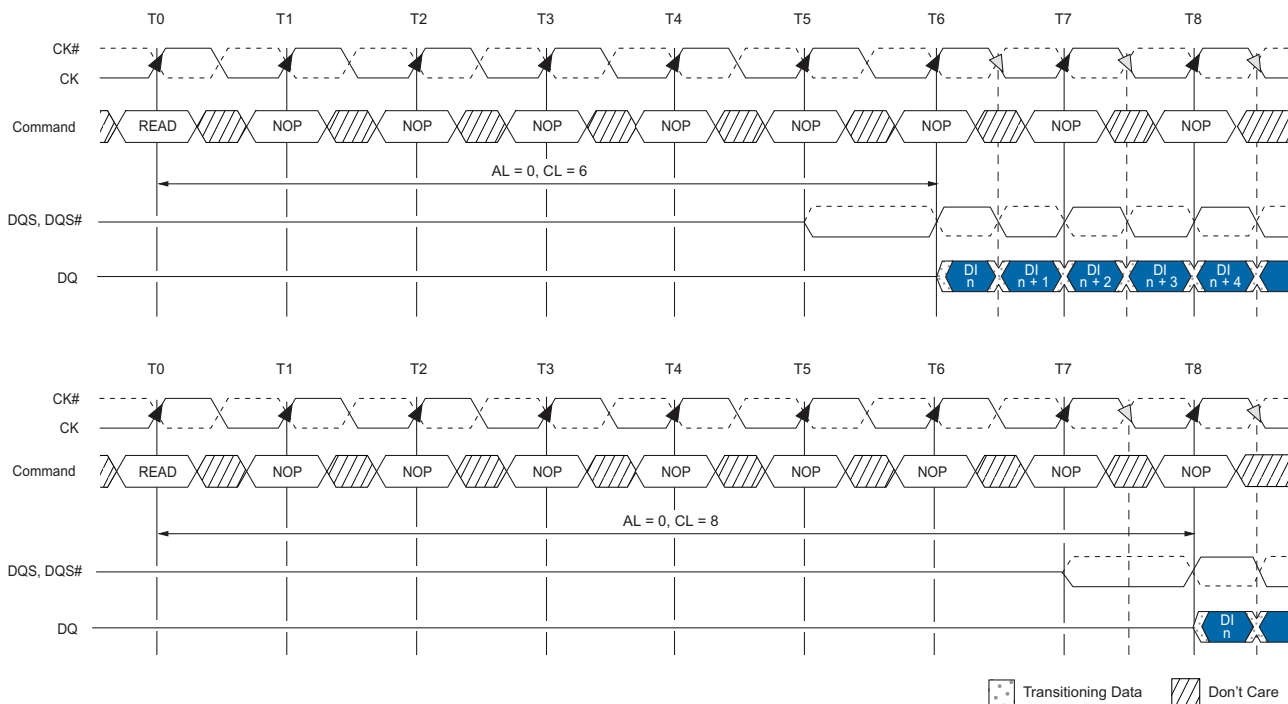 T0 T1 T2 T3 T4 T5 T6 T7 T8
CK#
CK
Command READ NOP NOP NOP NOP NOP NOP NOP NOP
AL = 0, CL = 6
DQS, DQS#
DQ DI n DI n + 1 DI n + 2 DI n + 3 DI n + 4
T0 T1 T2 T3 T4 T5 T6 T7 T8
CK#
CK
Command READ NOP NOP NOP NOP NOP NOP NOP NOP
AL = 0, CL = 8
DQS, DQS#
DQ DI n
Transitioning Data Don't Care